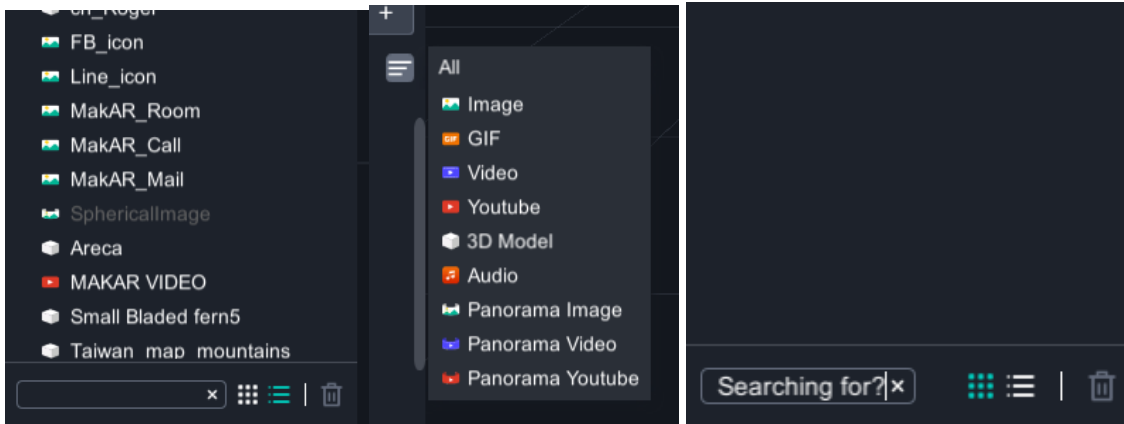 ch_Roger
FB_icon
Line_icon
MakAR_Room
MakAR_Call
MakAR_Mail
SphericalImage
Areca
MAKAR VIDEO
Small Bladed fern5
Taiwan_map_mountains
All
Image
GIF
Video
Youtube
3D Model
Audio
Panorama Image
Panorama Video
Panorama Youtube
Searching for?